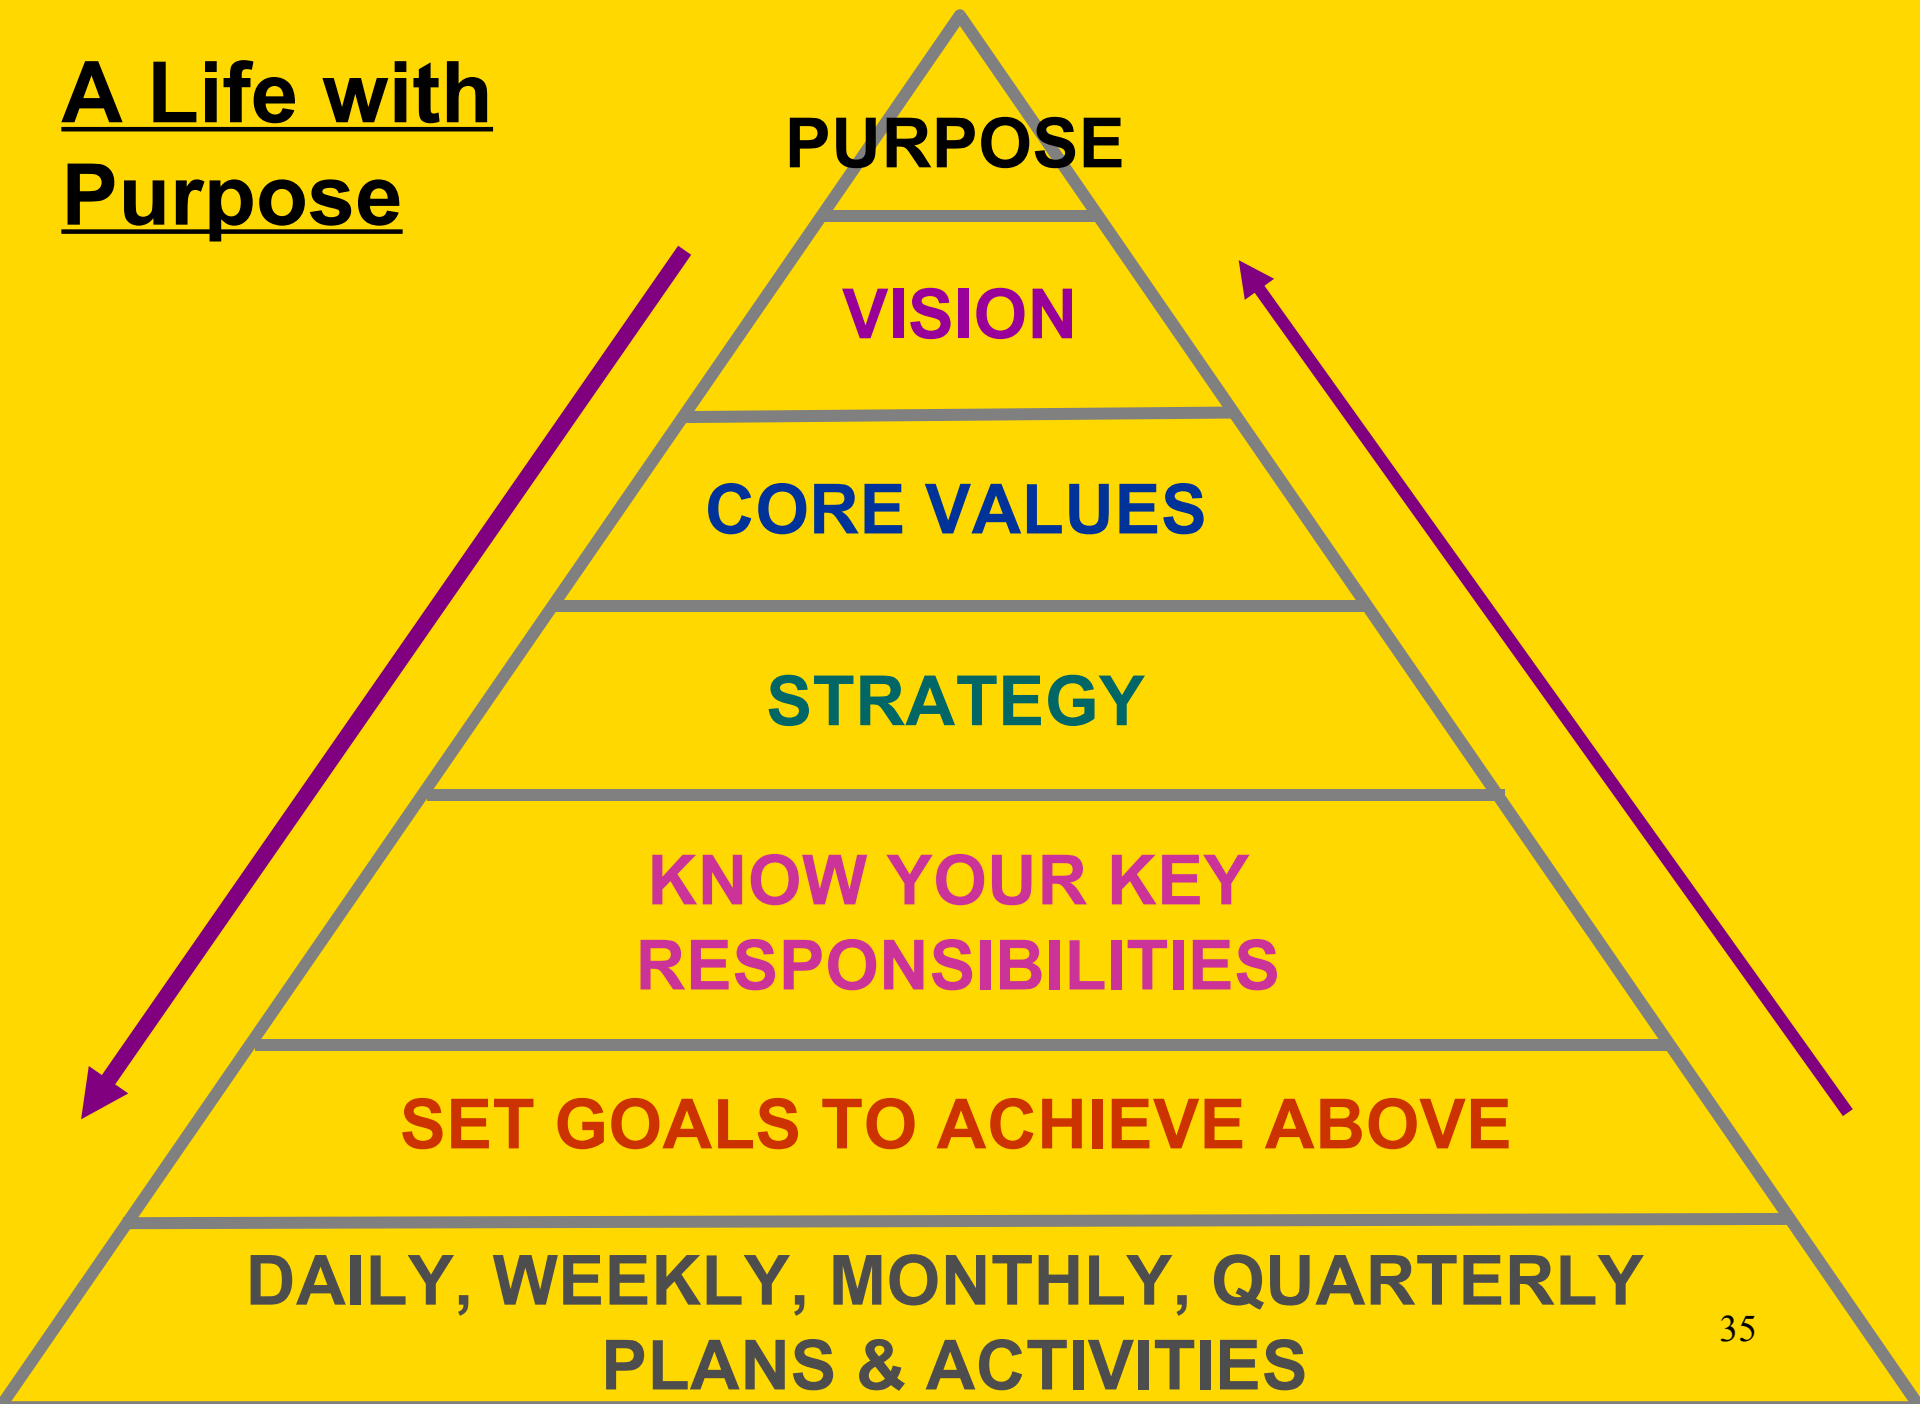 A Life with
Purpose
PURPOSE
VISION
CORE VALUES
STRATEGY
KNOW YOUR KEY
RESPONSIBILITIES
SET GOALS TO ACHIEVE ABOVE
DAILY, WEEKLY, MONTHLY, QUARTERLY
PLANS & ACTIVITIES
35